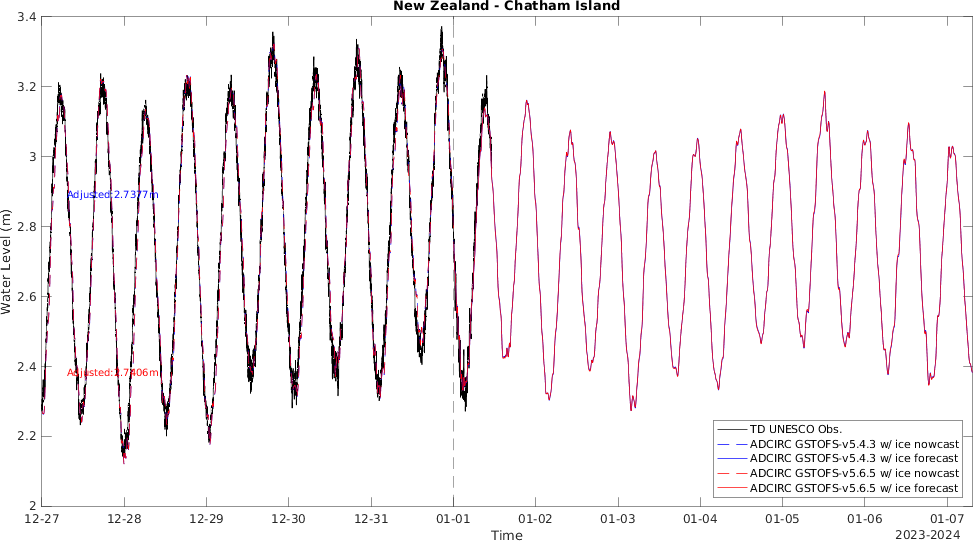 New Zealand - Chatham Island
3.4
3.2
3
2.8
2.6
2.4
2.2
2
Water Level (m)
Adjusted:2.7377m
Adjusted:2.7406m
TD UNESCO Obs.
ADCIRC GSTOFS-v5.4.3 w/ ice nowcast
ADCIRC GSTOFS-v5.4.3 w/ ice forecast
ADCIRC GSTOFS-v5.6.5 w/ ice nowcast
ADCIRC GSTOFS-v5.6.5 w/ ice forecast
12-27 12-28 12-29 12-30 12-31 01-01 01-02 01-03 01-04 01-05 01-06 01-07
Time
2023-2024